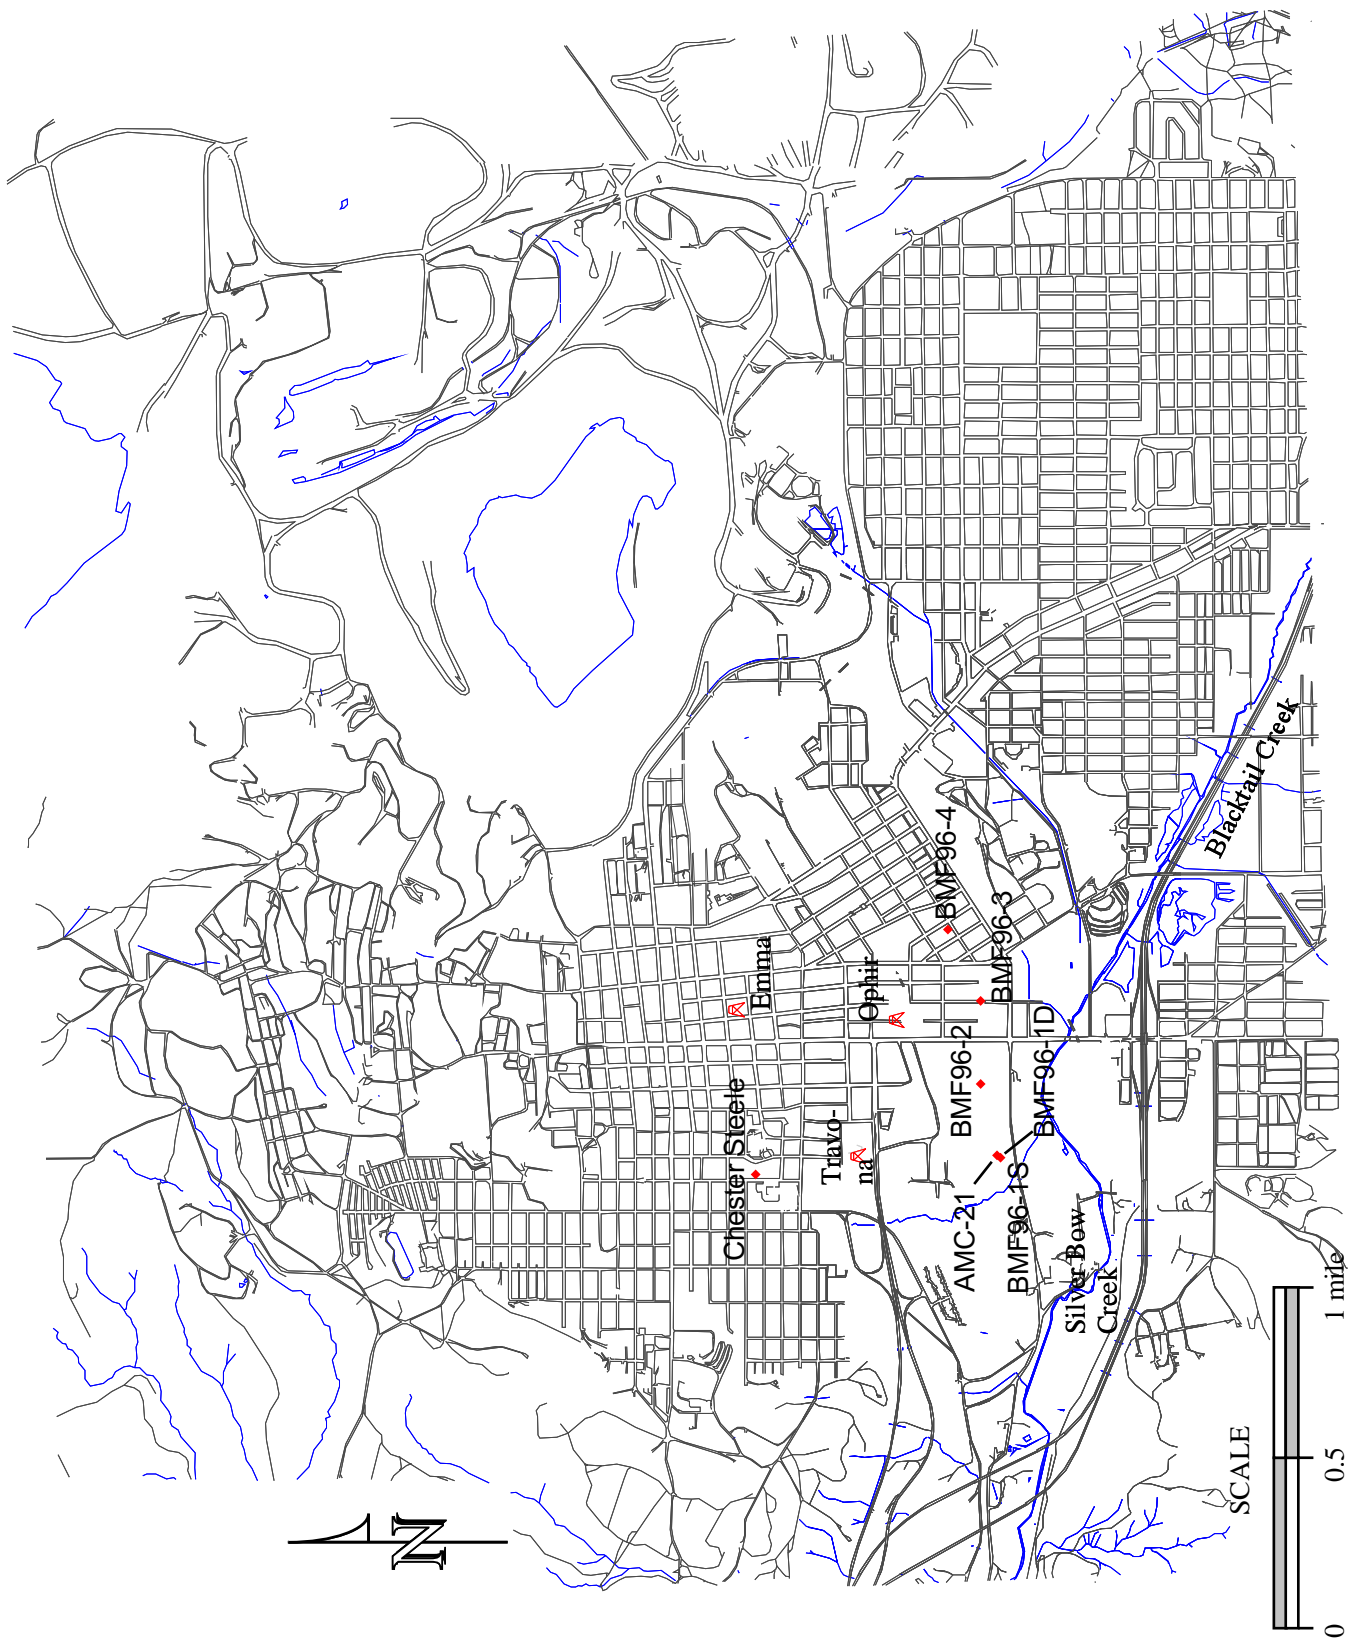 Emma
Ophir
Chester Steele
Travo-
na
BMF96-4
BMF96-3
BMF96-2
BMF96-1D
AMC-21
BMF96-1S
Silver Bow
Creek
Blacktail Creek
N
SCALE
0
0.5
1 mile